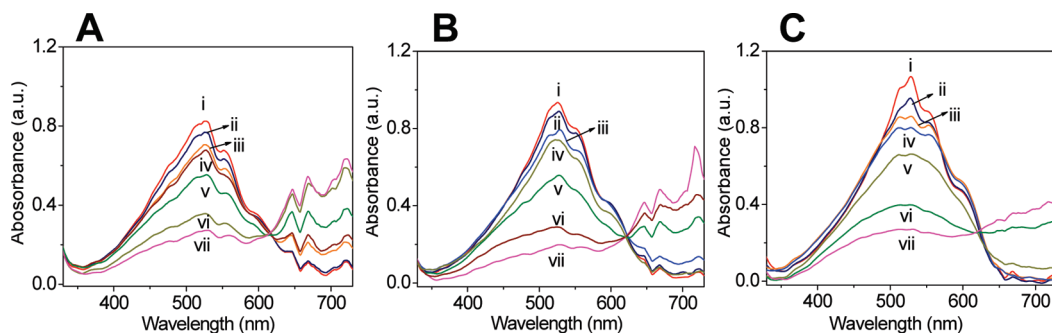 A
Absorbance (a.u.)
1.2
0.8
0.4
0.0
i
ii
iii
iv
v
vi
vii
400 500 600 700
Wavelength (nm)
B
Absorbance (a.u.)
1.2
0.8
0.4
0.0
i
ii
iii
iv
v
vi
vii
400 500 600 700
Wavelength (nm)
C
Absorbance (a.u.)
1.2
0.8
0.4
0.0
i
ii
iii
iv
v
vi
vii
400 500 600 700
Wavelength (nm)